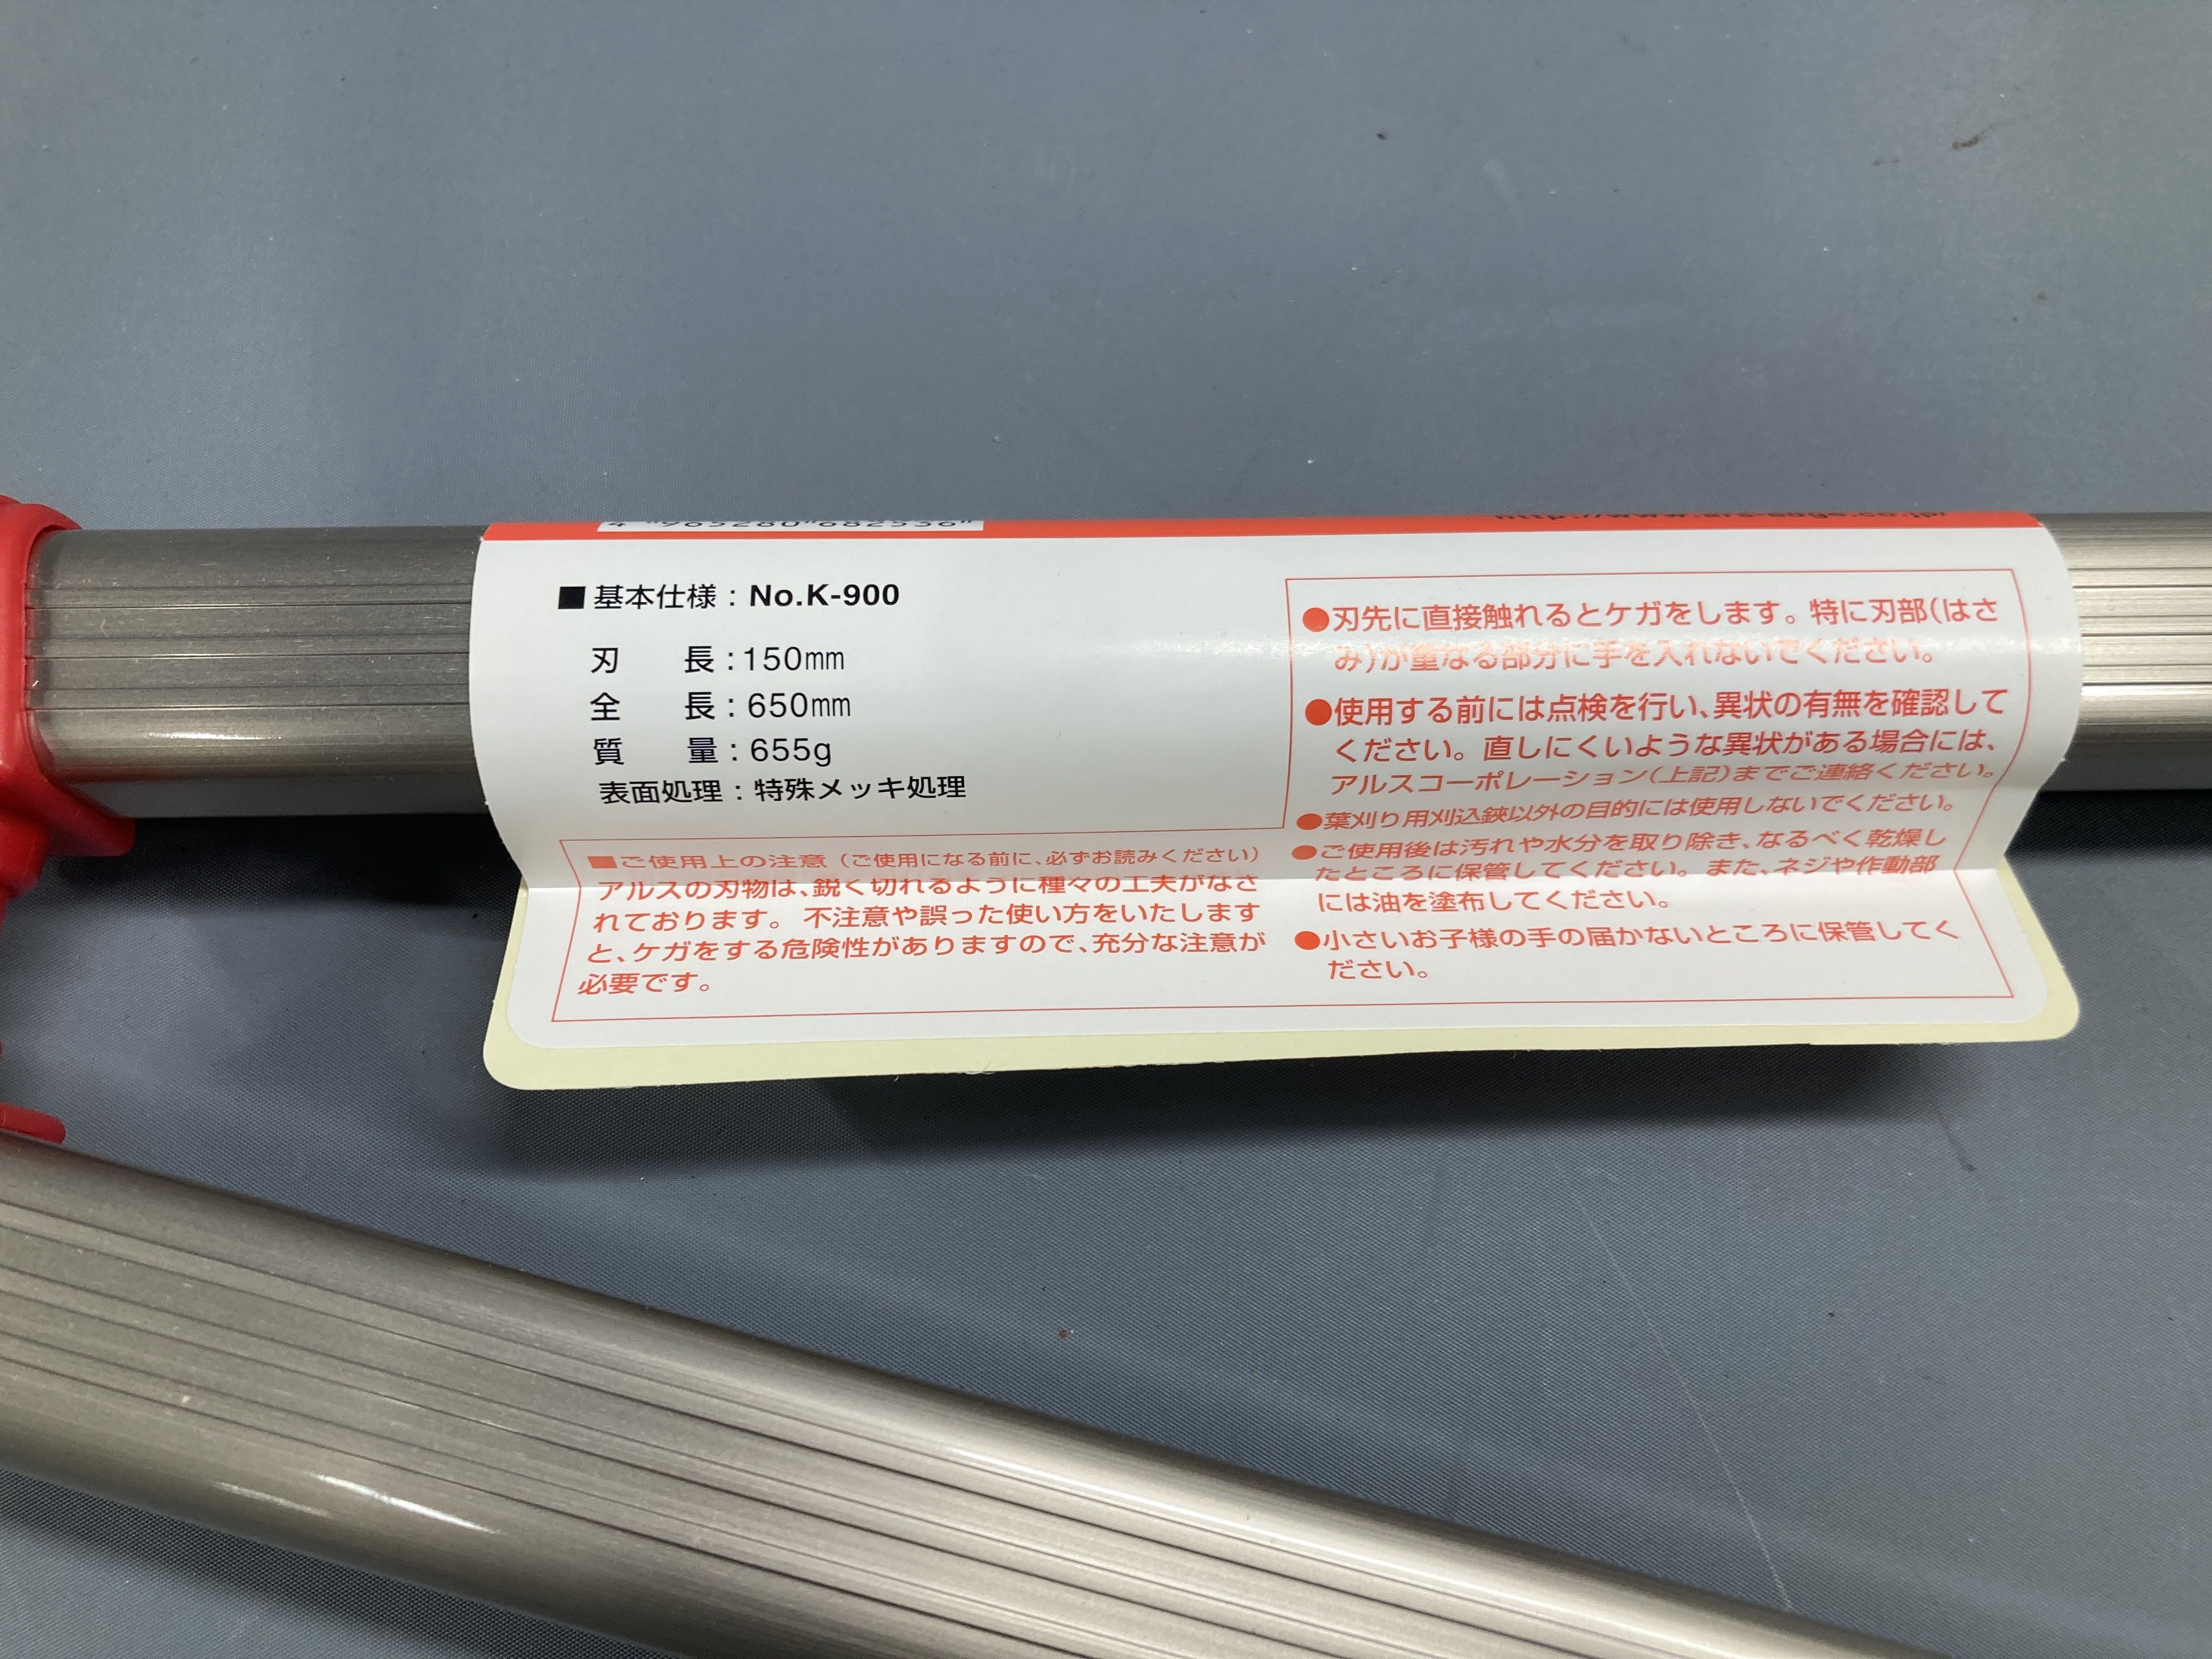 4 "965280"682536"
■基本仕様：No.K-900
刃 長：150mm
全 長：650mm
質 量：655g
表面処理：特殊メッキ処理
■ご使用上の注意（ご使用になる前に、必ずお読みください）
アルスの刃物は、鋭く切れるように種々の工夫がなさ
れております。不注意や誤った使い方をいたします
と、ケガをする危険性がありますので、充分な注意が
必要です。
●刃先に直接触れるとケガをします。特に刃部（はさ
み）が重なる部分に手を入れないでください。
●使用する前には点検を行い、異状の有無を確認して
ください。直しにくいような異状がある場合には、
アルスコーポレーション（上記）までご連絡ください。
●葉刈り用刈込鋏以外の目的には使用しないでください。
●ご使用後は汚れや水分を取り除き、なるべく乾燥し
たところに保管してください。また、ネジや作動部
には油を塗布してください。
●小さいお子様の手の届かないところに保管してく
ださい。